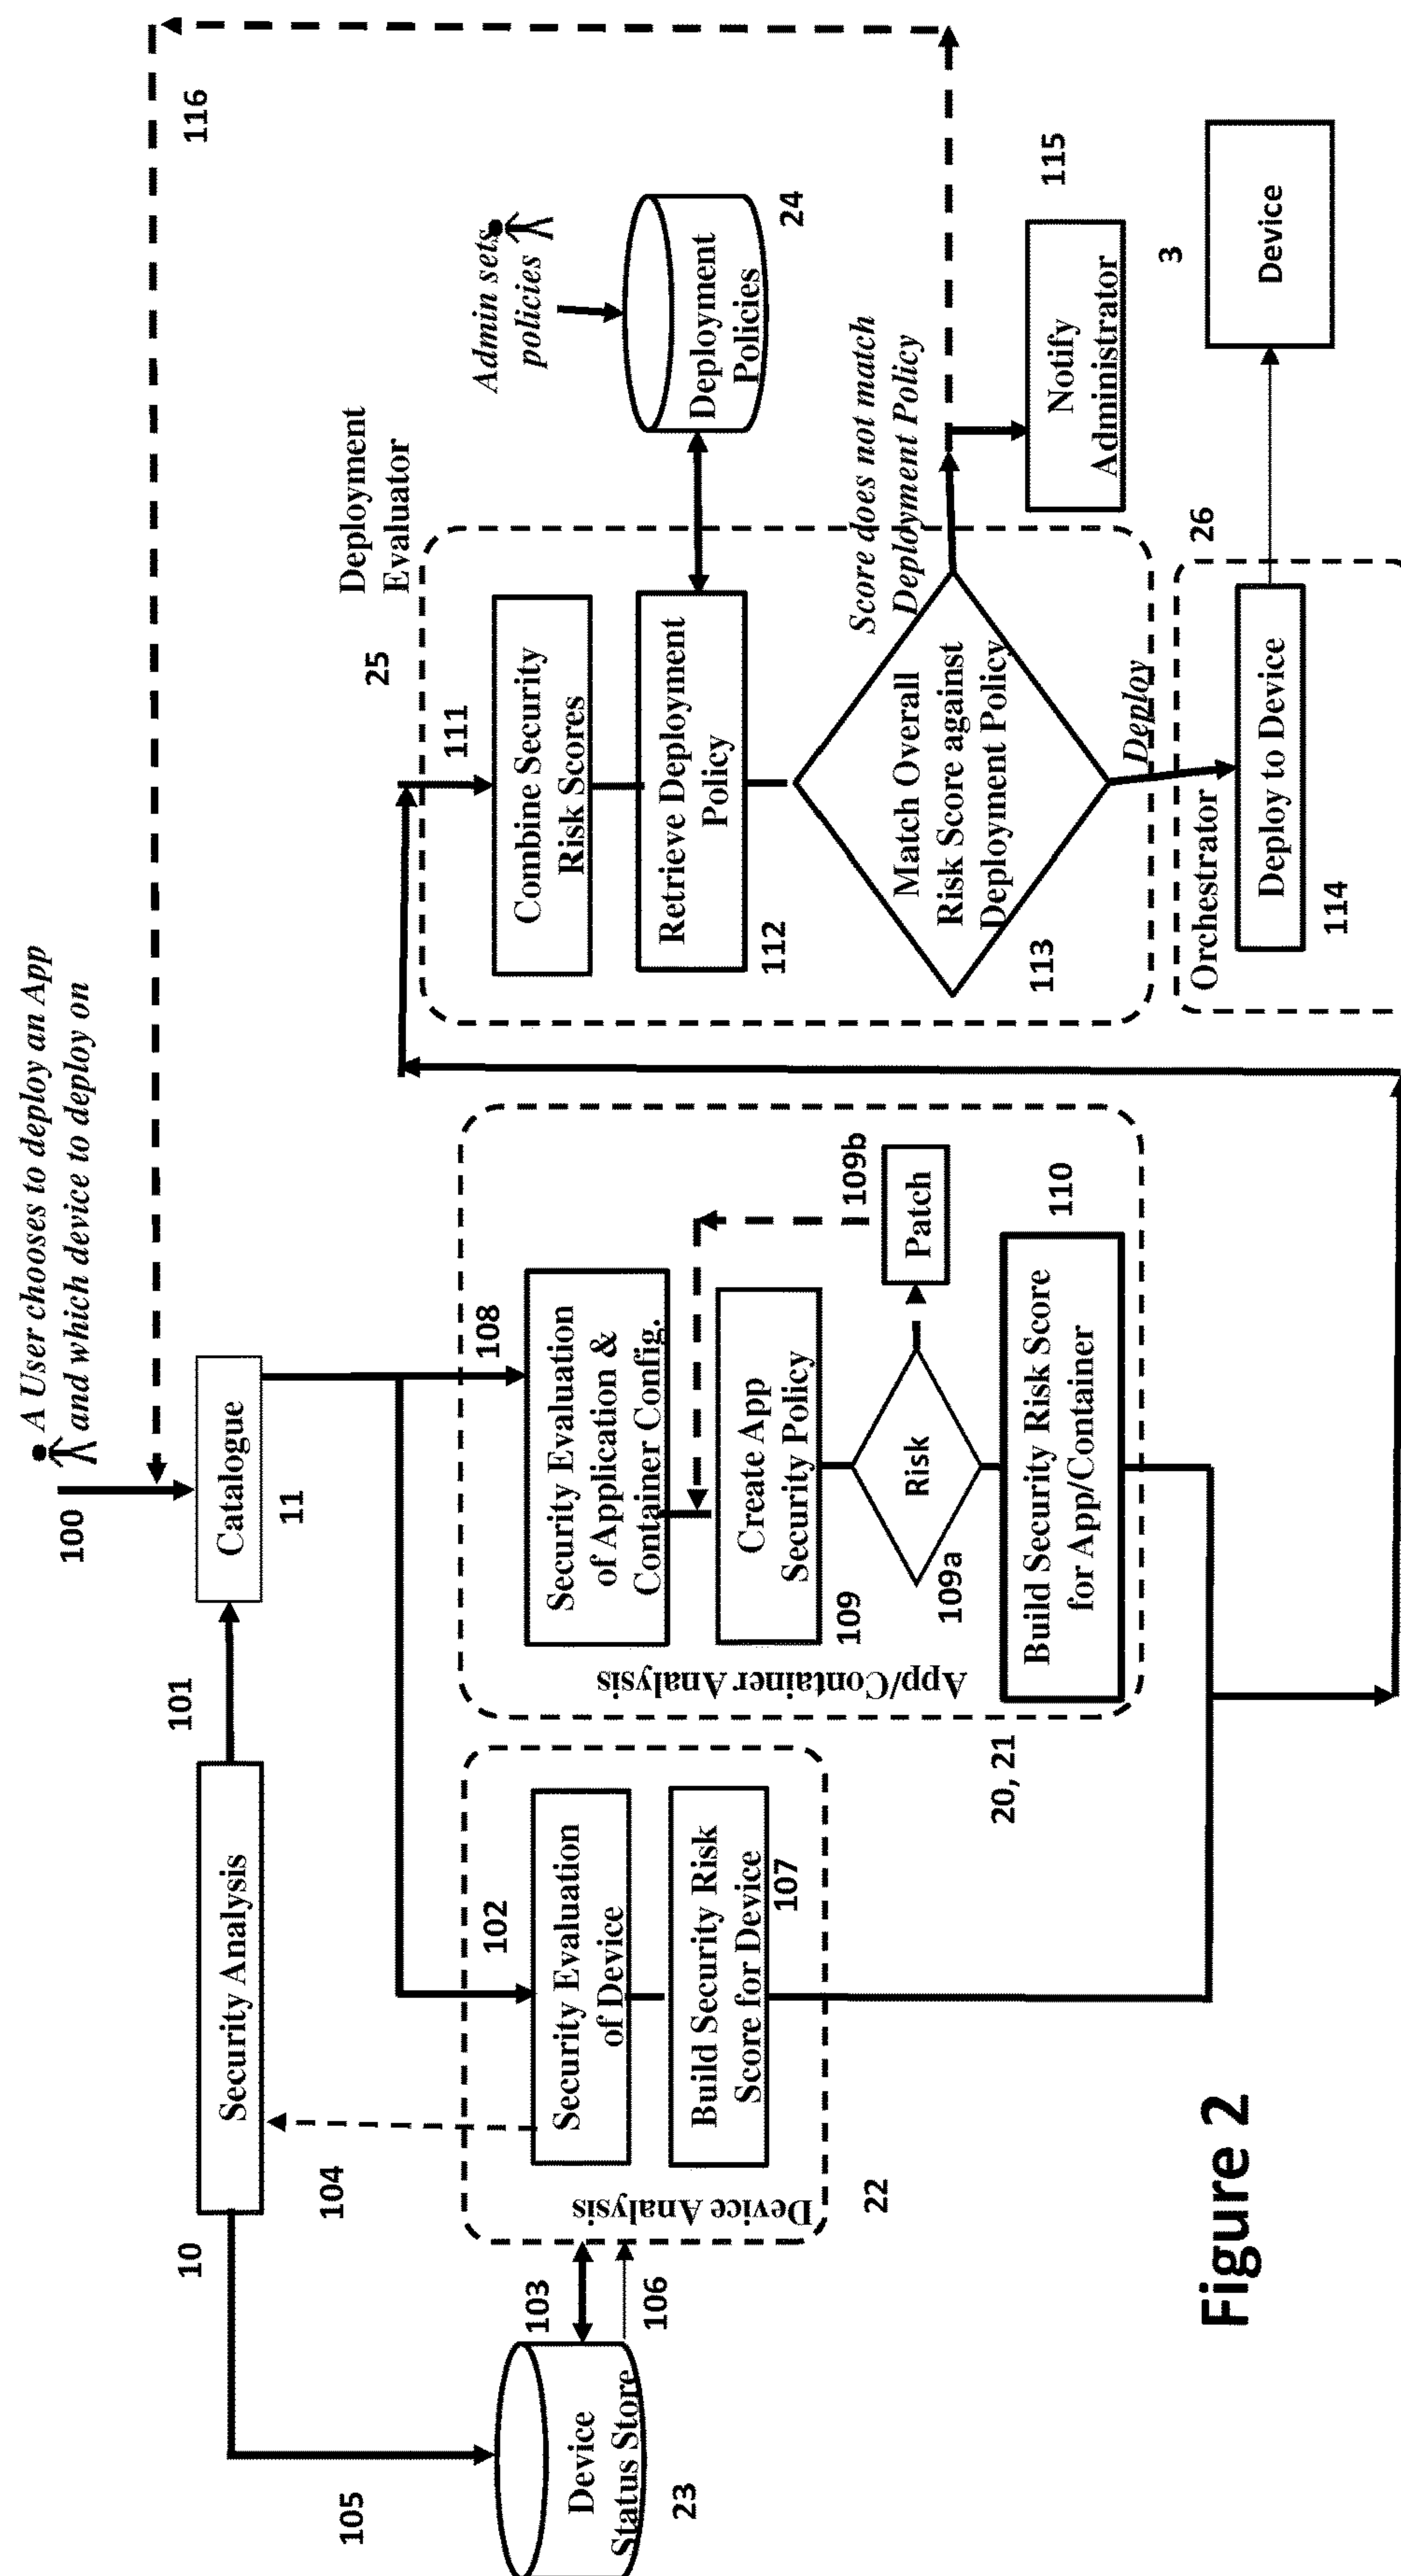 A User chooses to deploy an App
and which device to deploy on
100
116
10
Security Analysis
101
Catalogue
11
104
105
Device
Status Store
23
103
106
Device Analysis
22
102
Security Evaluation
of Device
Build Security Risk
Score for Device
107
App/Container Analysis
20, 21
108
Security Evaluation
of Application &
Container Config.
Create App
Security Policy
109
Risk
109a
Patch
109b
Build Security Risk Score
for App/Container
110
Deployment
Evaluator
25
111
Combine Security
Risk Scores
Retrieve Deployment
Policy
112
Match Overall
Risk Score against
Deployment Policy
113
Admin sets
policies
Deployment
Policies
24
Score does not match
Deployment Policy
Notify
Administrator
115
Deploy
Orchestrator
26
Deploy to Device
114
Device
3
Figure 2